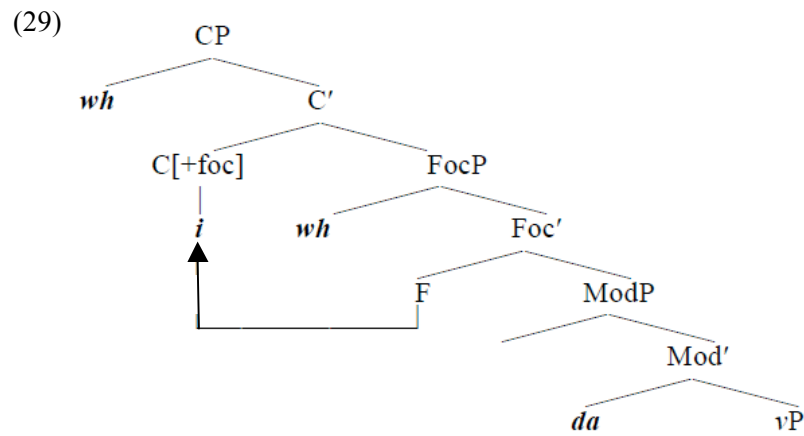 (29)
CP
wh C′
C[+foc] FocP
i wh Foc′
F ModP
Mod′
da vP